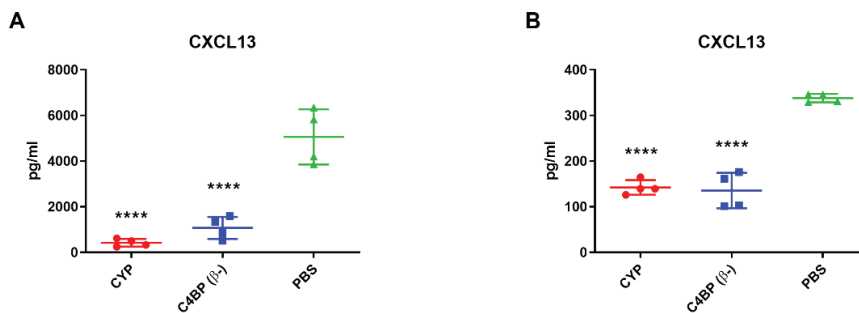 A
CXCL13
8000
6000
4000
2000
0
pg/ml
****
****
CYP
C4BP (β-)
PBS
B
CXCL13
400
300
200
100
0
pg/ml
****
****
CYP
C4BP (β-)
PBS